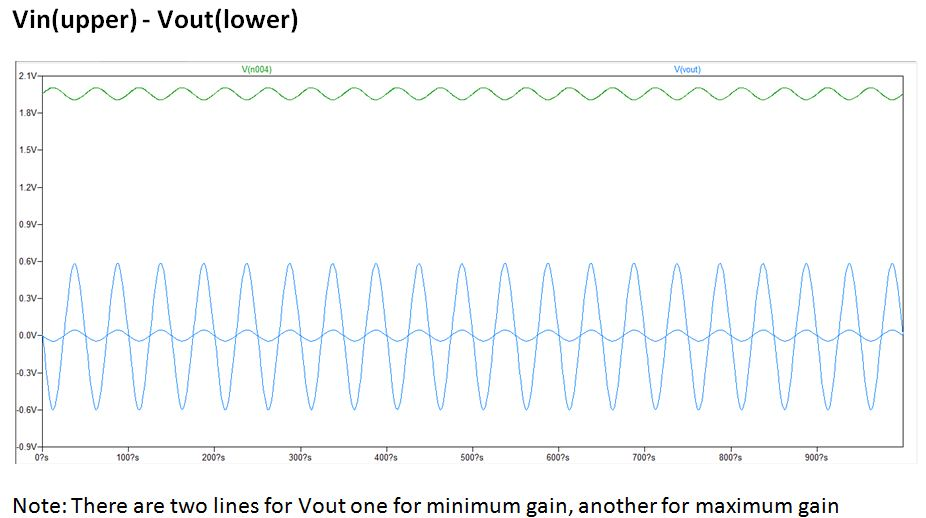 Vin(upper) - Vout(lower)
V(n004) V(vout)
2.1V
1.8V
1.5V
1.2V
0.9V
0.6V
0.3V
0.0V
-0.3V
-0.6V
-0.9V
0?s 100?s 200?s 300?s 400?s 500?s 600?s 700?s 800?s 900?s
Note: There are two lines for Vout one for minimum gain, another for maximum gain